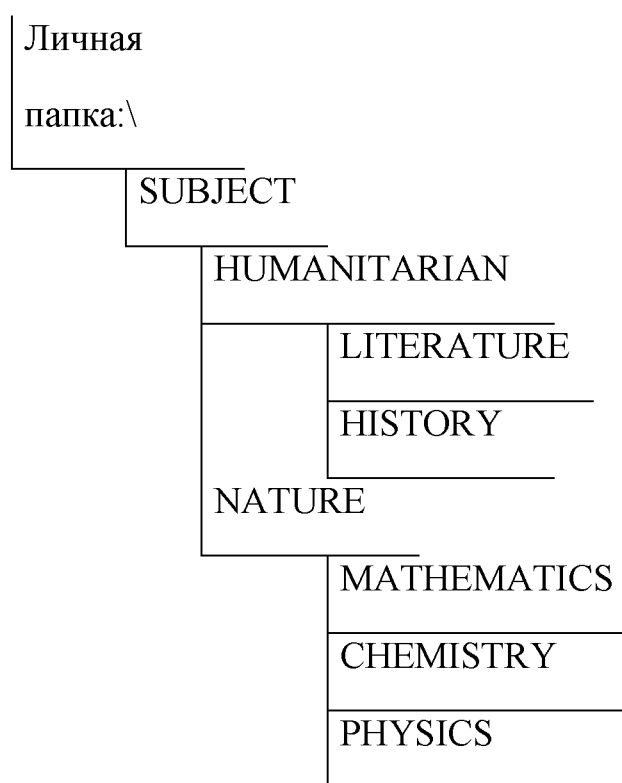 Личная
папка:\
SUBJECT
HUMANITARIAN
LITERATURE
HISTORY
NATURE
MATHEMATICS
CHEMISTRY
PHYSICS